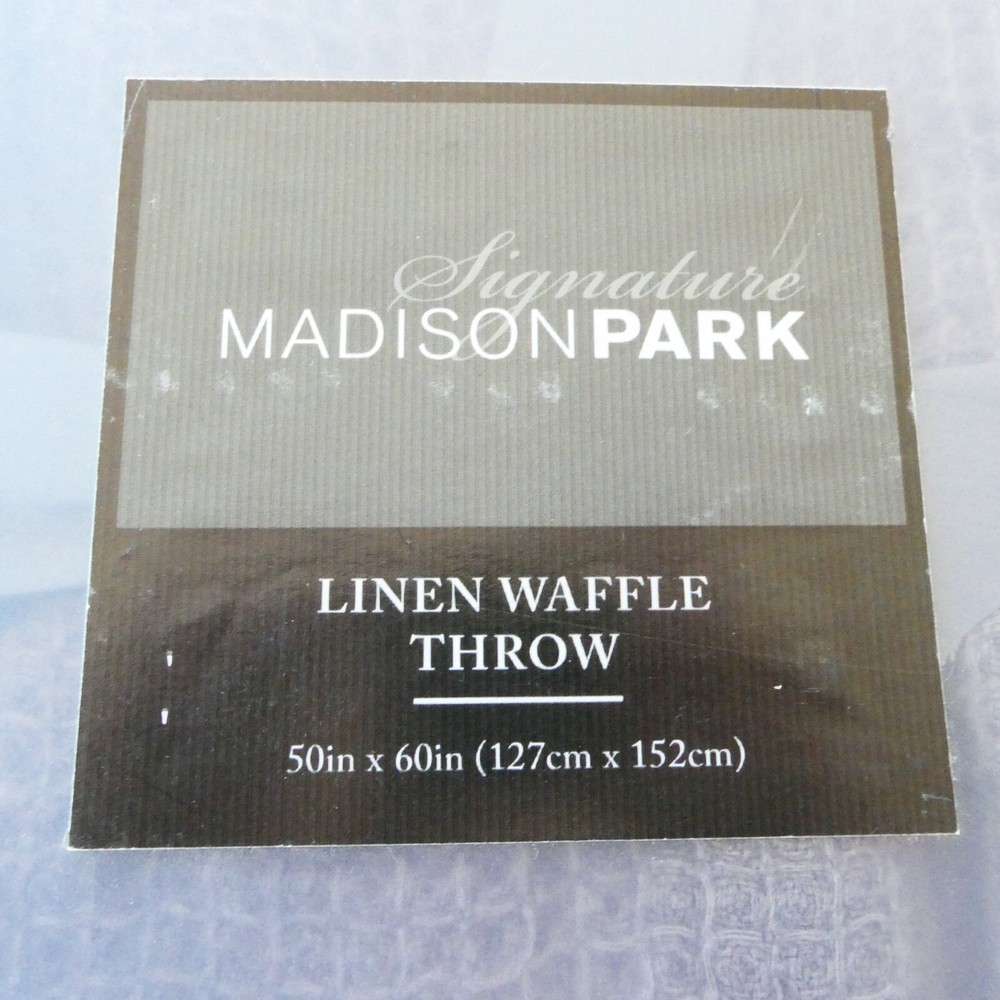 Signature
MADISONPARK
LINEN WAFFLE
THROW
50in x 60in (127cm x 152cm)